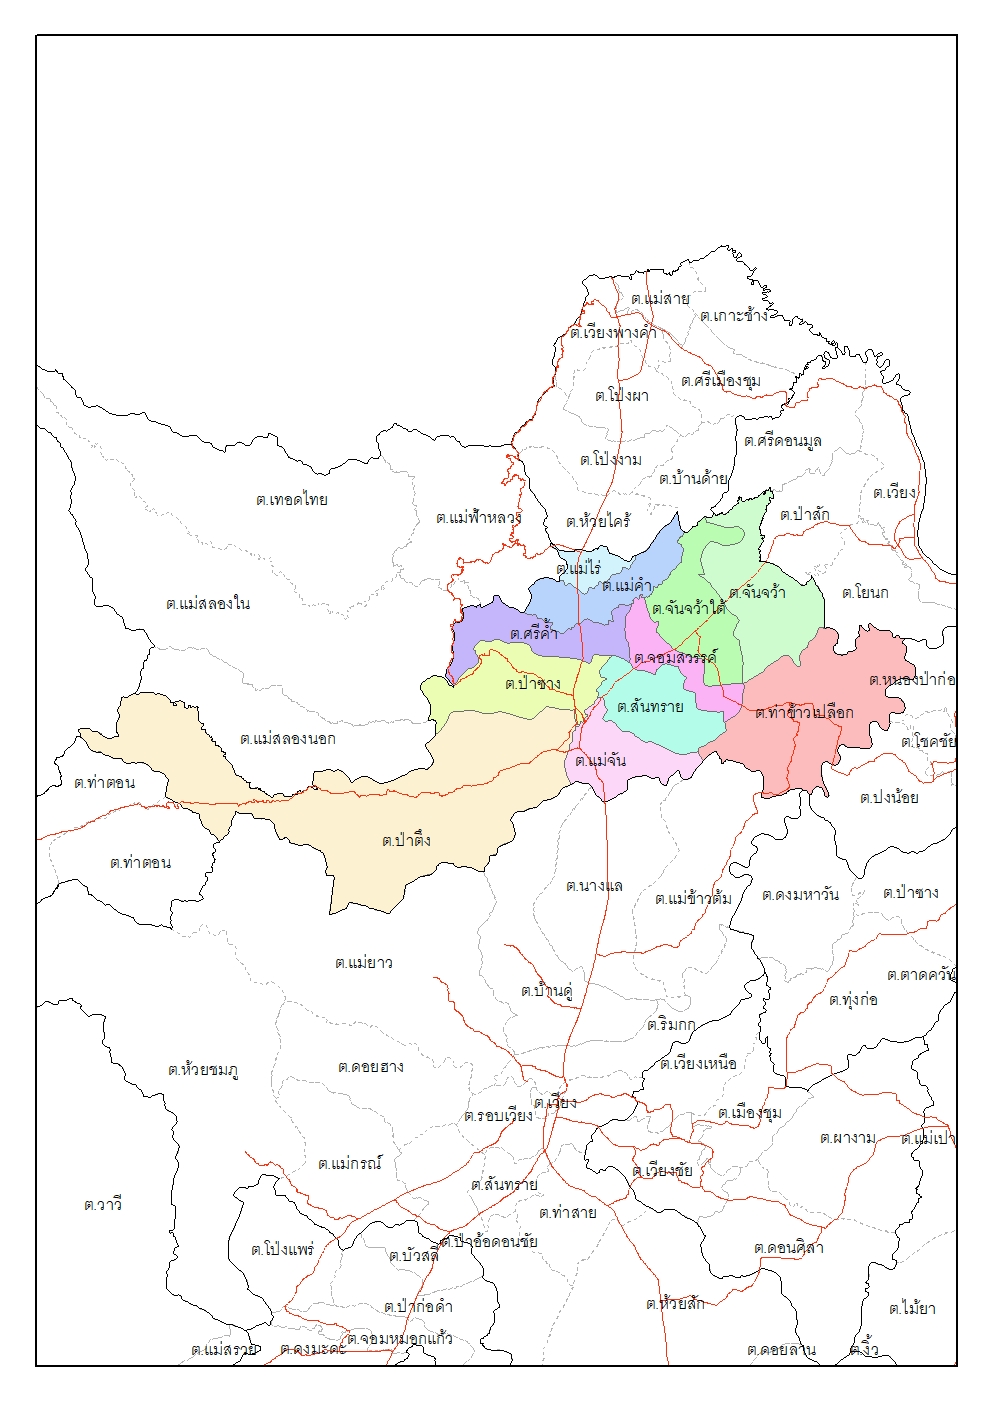 ต.แม่สาย
ต.เกาะช้าง
ต.เวียงพางคำ
ต.ศรีเมืองชุม
ต.โป่งผา
ต.ศรีดอนมูล
ต.โป่งงาม
ต.บ้านด้าย
ต.เวียง
ต.เทอดไทย
ต.แม่ฟ้าหลวง
ต.ห้วยไคร้
ต.ป่าสัก
ต.แม่ไร่
ต.แม่คำ
ต.จันจว้า
ต.โยนก
ต.แม่สลองใน
ต.จันจว้าใต้
ต.ศรีค้ำ
ต.จอมสวรรค์
ต.หนองป่าก่อ
ต.ป่าซาง
ต.สันทราย
ต.ท่าข้าวเปลือก
ต.แม่สลองนอก
ต.โชคชัย
ต.แม่จัน
ต.ท่าตอน
ต.ปงน้อย
ต.ป่าตึง
ต.ท่าตอน
ต.นางแล
ต.แม่ข้าวต้ม
ต.ดงมหาวัน
ต.ป่าซาง
ต.แม่ยาว
ต.ตาดควัน
ต.บ้านดู่
ต.ทุ่งก่อ
ต.ริมกก
ต.ห้วยชมภู
ต.ดอยฮาง
ต.เวียงเหนือ
ต.เวียง
ต.รอบเวียง
ต.เมืองชุม
ต.ผางาม
ต.แม่เปา
ต.แม่กรณ์
ต.เวียงชัย
ต.สันทราย
ต.วาวี
ต.ท่าสาย
ต.โป่งแพร่
ต.บัวสลี
ต.ป่าอ้อดอนชัย
ต.ดอนศิลา
ต.ป่าก่อดำ
ต.ห้วยสัก
ต.ไม้ยา
ต.แม่สรวย
ต.ดงมะดะ
ต.จอมหมอกแก้ว
ต.ดอยลาน
ต.งิ้ว